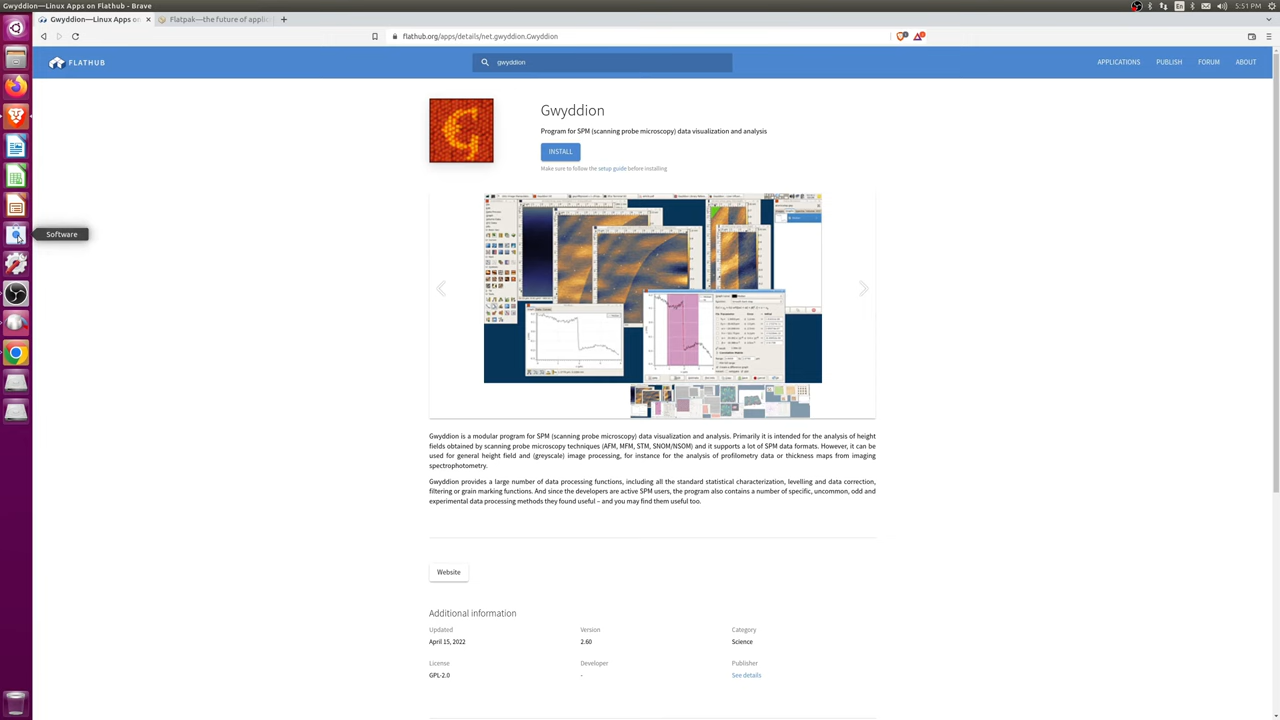 Gwyddion—Linux Apps on Flathub - Brave
En
5:51 PM
Gwyddion—Linux Apps on
Flatpak—the future of applic
flathub.org/apps/details/net.gwyddion.Gwyddion
FLATHUB
gwyddion
APPLICATIONS
PUBLISH
FORUM
ABOUT
Gwyddion
Program for SPM (scanning probe microscopy) data visualization and analysis
INSTALL
Make sure to follow the setup guide before installing
Software
Gwyddion is a modular program for SPM (scanning probe microscopy) data visualization and analysis. Primarily it is intended for the analysis of height
fields obtained by scanning probe microscopy techniques (AFM, MFM, STM, SNOM/NSOM) and it supports a lot of SPM data formats. However, it can be
used for general height field and (greyscale) image processing, for instance for the analysis of profilometry data or thickness maps from imaging
spectrophotometry.
Gwyddion provides a large number of data processing functions, including all the standard statistical characterization, levelling and data correction,
filtering or grain marking functions. And since the developers are active SPM users, the program also contains a number of specific, uncommon, odd and
experimental data processing methods they found useful – and you may find them useful too.
Website
Additional information
Updated
Version
Category
April 15, 2022
2.60
Science
License
Developer
Publisher
GPL-2.0
-
See details